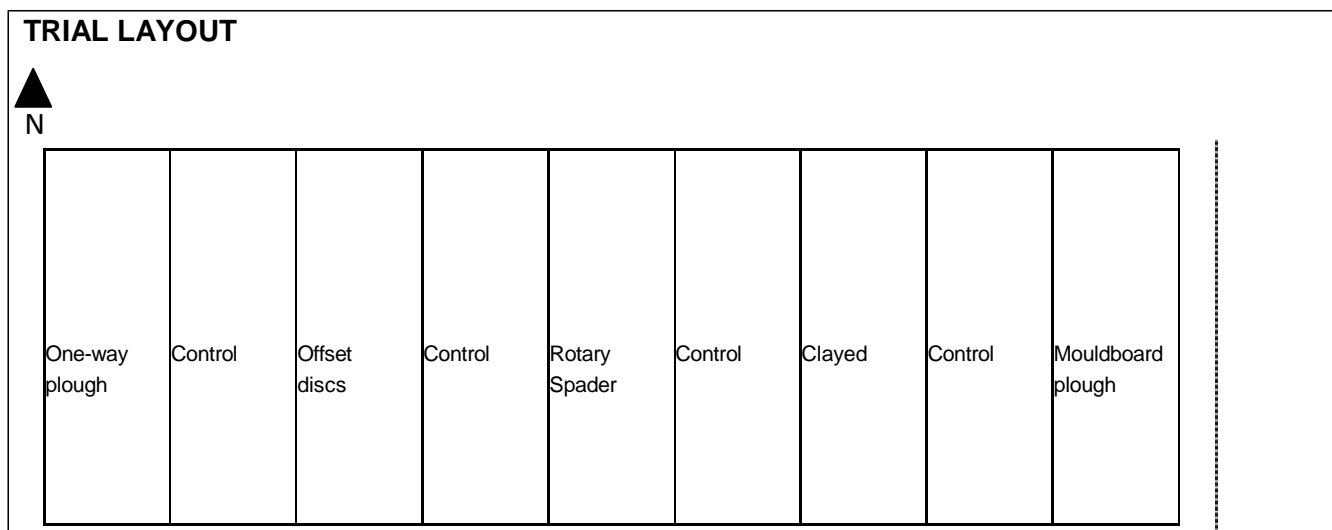 TRIAL LAYOUT
N
One-way Control Offset Control Rotary Control Clayed Control Mouldboard
plough discs Spader plough